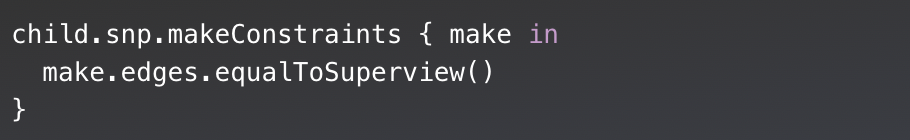 child.snp.makeConstraints { make in
  make.edges.equalToSuperview()
}